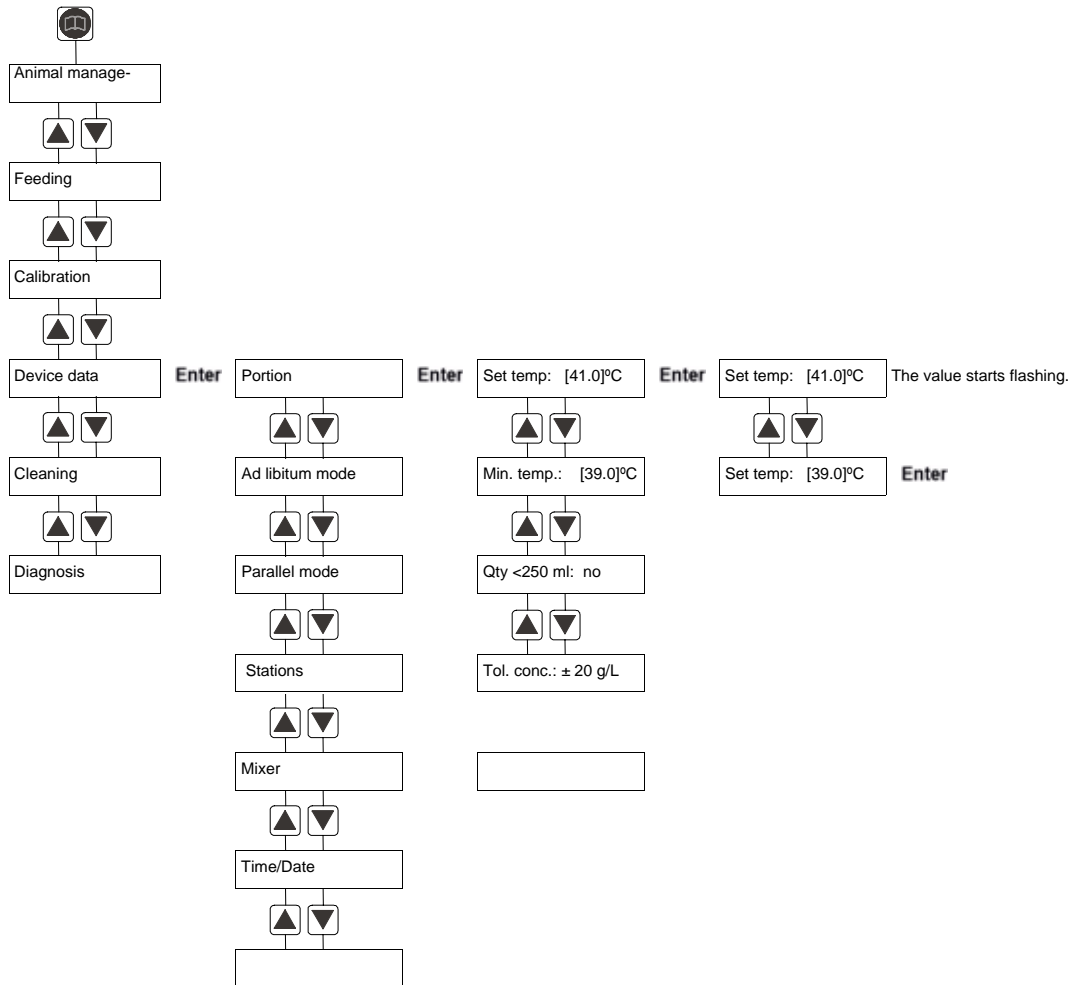 Animal manage-
Feeding
Calibration
Device data Enter Portion Enter Set temp: [41.0]ºC Enter Set temp: [41.0]ºC The value starts flashing.
Cleaning Ad libitum mode Min. temp.: [39.0]ºC Set temp: [39.0]ºC Enter
Diagnosis Parallel mode Qty <250 ml: no
Stations Tol. conc.: ± 20 g/L
Mixer
Time/Date